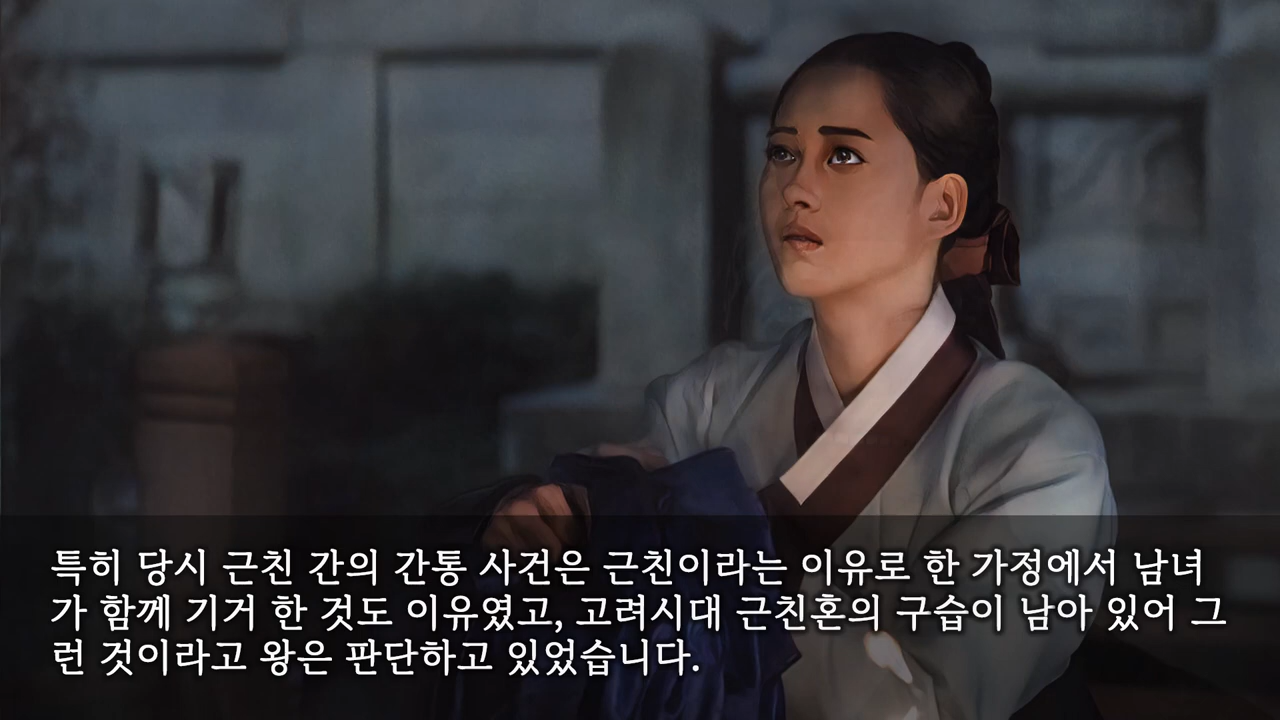 특히 당시 근친 간의 간통 사건은 근친이라는 이유로 한 가정에서 남녀
가 함께 기거 한 것도 이유였고, 고려시대 근친혼의 구습이 남아 있어 그
런 것이라고 왕은 판단하고 있었습니다.